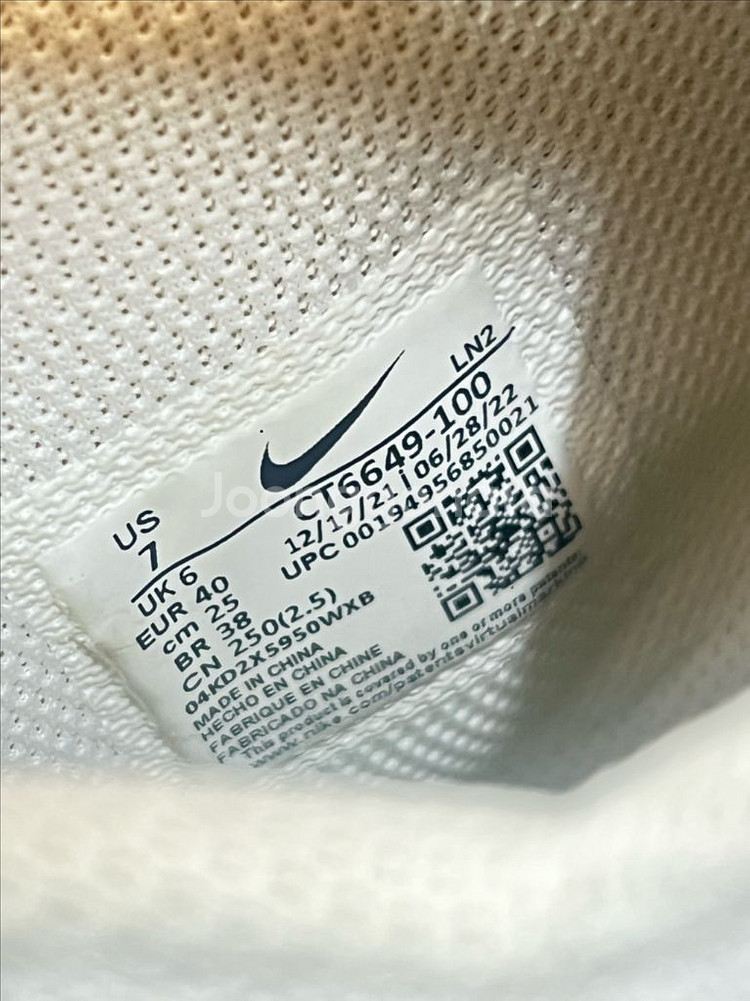 LN2
US
7
CT6649-100
12/17/21 | 06/28/22
UPC 00194956850021
UK 6
EUR 40
cm 25
BR 38
CN 250(2.5)
04KD2X5950WXB
MADE IN CHINA
HECHO EN CHINA
FABRIQUE EN CHINE
FABRICADO NA CHINA
This product is covered by one or more patents.
www.nike.com/patentsvirtualmarking